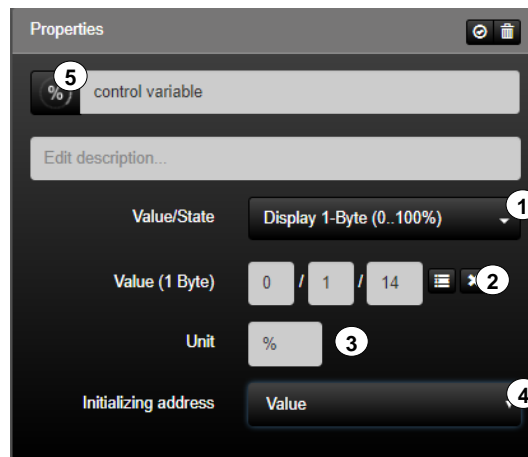 Properties
5
% control variable
Edit description...
Value/State Display 1-Byte (0..100%) 1
Value (1 Byte) 0 / 1 / 14 2
Unit % 3
Initializing address Value 4